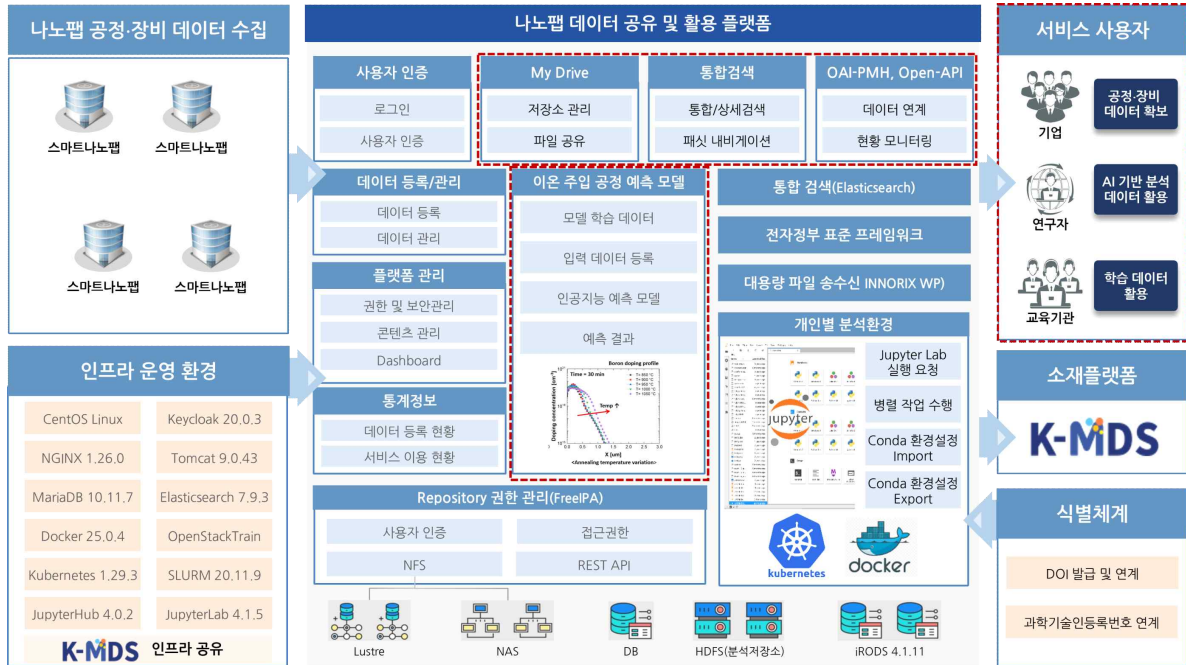 나노팹 공정·장비 데이터 수집
스마트나노팹
스마트나노팹
스마트나노팹
스마트나노팹
인프라 운영 환경
CentOS Linux
Keycloak 20.0.3
NGINX 1.26.0
Tomcat 9.0.43
MariaDB 10.11.7
Elasticsearch 7.9.3
Docker 25.0.4
OpenStackTrain
Kubernetes 1.29.3
SLURM 20.11.9
JupyterHub 4.0.2
JupyterLab 4.1.5
K-MDS 인프라 공유
나노팹 데이터 공유 및 활용 플랫폼
사용자 인증
로그인
사용자 인증
My Drive
저장소 관리
파일 공유
통합검색
통합/상세검색
패싯 내비게이션
OAI-PMH, Open-API
데이터 연계
현황 모니터링
데이터 등록/관리
데이터 등록
데이터 관리
플랫폼 관리
권한 및 보안관리
콘텐츠 관리
Dashboard
통계정보
데이터 등록 현황
서비스 이용 현황
이온 주입 공정 예측 모델
모델 학습 데이터
입력 데이터 등록
인공지능 예측 모델
예측 결과
Boron doping profile
Time = 30 min
Temp ↑
Doping concentration [cm⁻³]
0.0 0.5 1.0 1.5 2.0 2.5 3.0
X [um]
<Annealing temperature variation>
통합 검색(Elasticsearch)
전자정부 표준 프레임워크
대용량 파일 송수신 INNORIX WP)
개인별 분석환경
Jupyter
Jupyter Lab
실행 요청
병렬 작업 수행
Conda 환경설정
Import
Conda 환경설정
Export
kubernetes
docker
Repository 권한 관리(FreeIPA)
사용자 인증
접근권한
NFS
REST API
Lustre
NAS
DB
HDFS(분석저장소)
iRODS 4.1.11
서비스 사용자
기업
공정·장비
데이터 확보
연구자
AI 기반 분석
데이터 활용
교육기관
학습 데이터
활용
소재플랫폼
K-MDS
식별체계
DOI 발급 및 연계
과학기술인등록번호 연계